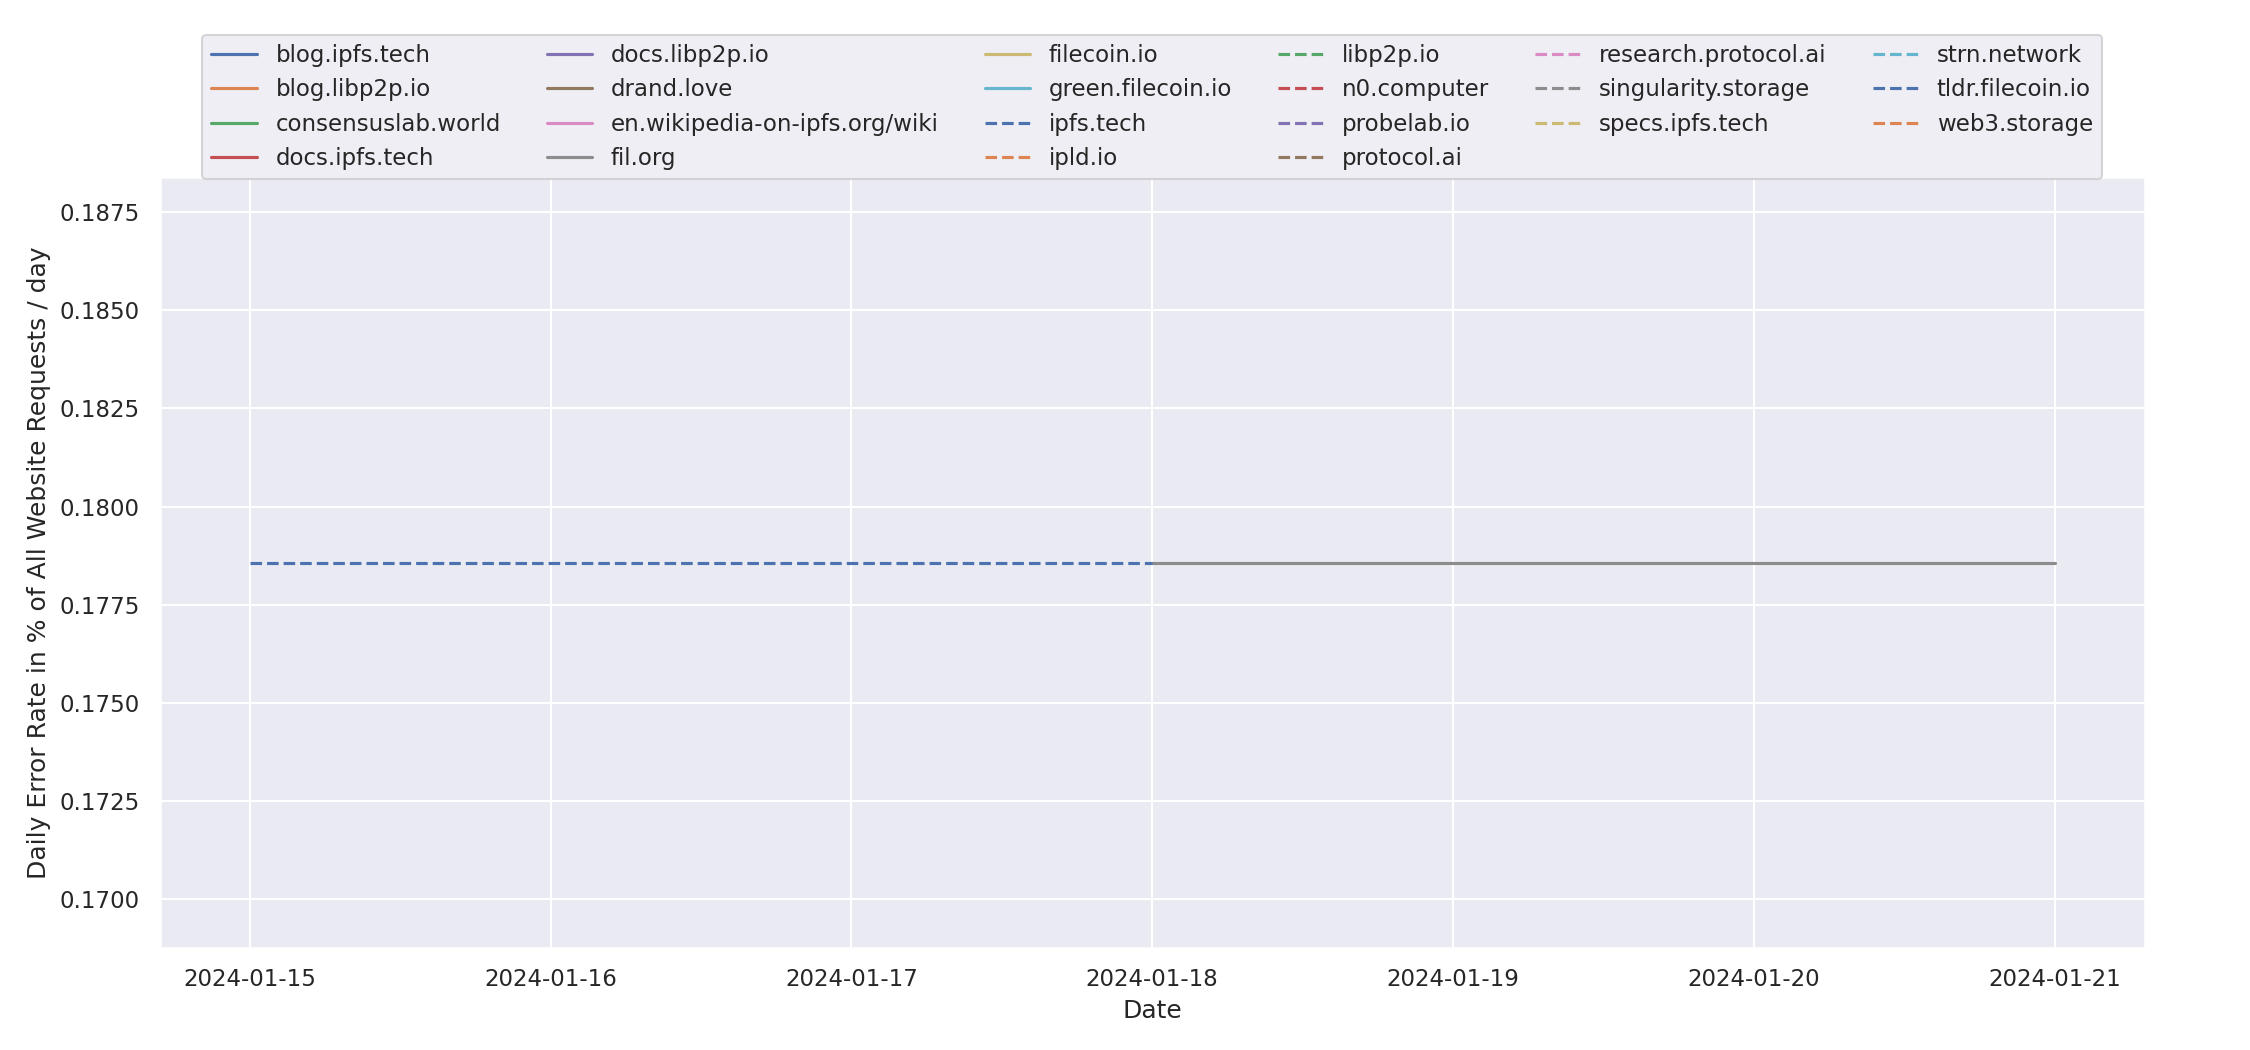 blog.ipfs.tech
blog.libp2p.io
consensuslab.world
docs.ipfs.tech
docs.libp2p.io
drand.love
en.wikipedia-on-ipfs.org/wiki
fil.org
filecoin.io
green.filecoin.io
ipfs.tech
ipld.io
libp2p.io
n0.computer
probelab.io
protocol.ai
research.protocol.ai
singularity.storage
specs.ipfs.tech
strn.network
tldr.filecoin.io
web3.storage
Daily Error Rate in % of All Website Requests / day
0.1875
0.1850
0.1825
0.1800
0.1775
0.1750
0.1725
0.1700
2024-01-15
2024-01-16
2024-01-17
2024-01-18
2024-01-19
2024-01-20
2024-01-21
Date